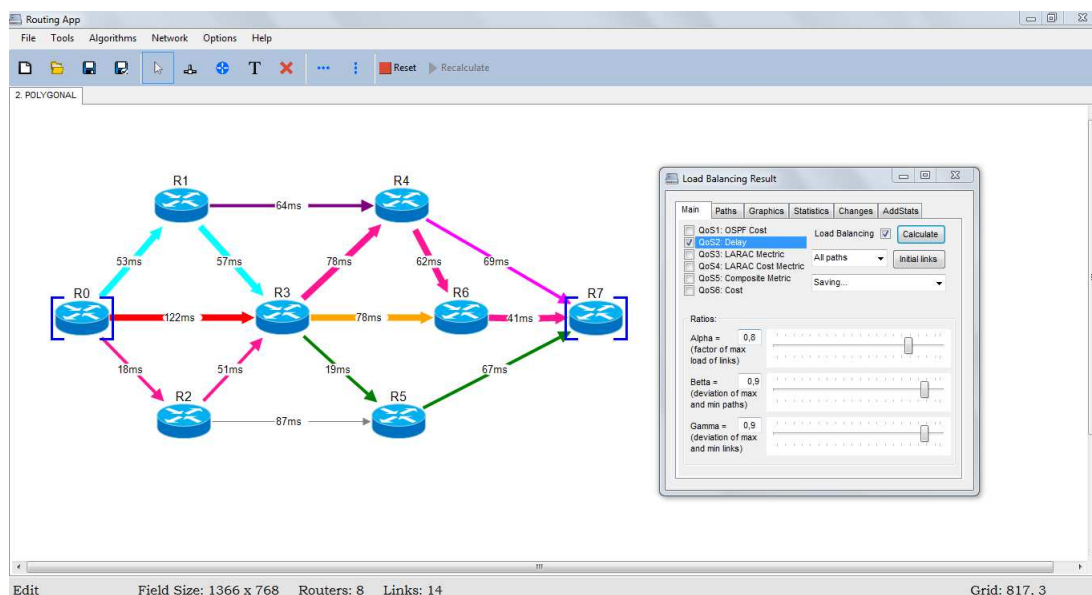 Routing App
File Tools Algorithms Network Options Help
T Reset Recalculate
2. POLYGONAL
R1
R4
64ms
53ms
57ms
78ms
62ms
69ms
R0
R3
R6
R7
122ms
78ms
41ms
18ms
51ms
19ms
67ms
R2
R5
87ms
Load Balancing Result
Main Paths Graphics Statistics Changes AddStats
QoS1: OSPF Cost
QoS2: Delay
QoS3: LARAC Mectric
QoS4: LARAC Cost Mectric
QoS5: Composite Metric
QoS6: Cost
Load Balancing Calculate
All paths Initial links
Saving...
Ratios:
Alpha = 0,8
(factor of max
load of links)
Betta = 0,9
(deviation of max
and min paths)
Gamma = 0,9
(deviation of max
and min links)
Edit Field Size: 1366 x 768 Routers: 8 Links: 14 Grid: 817, 3